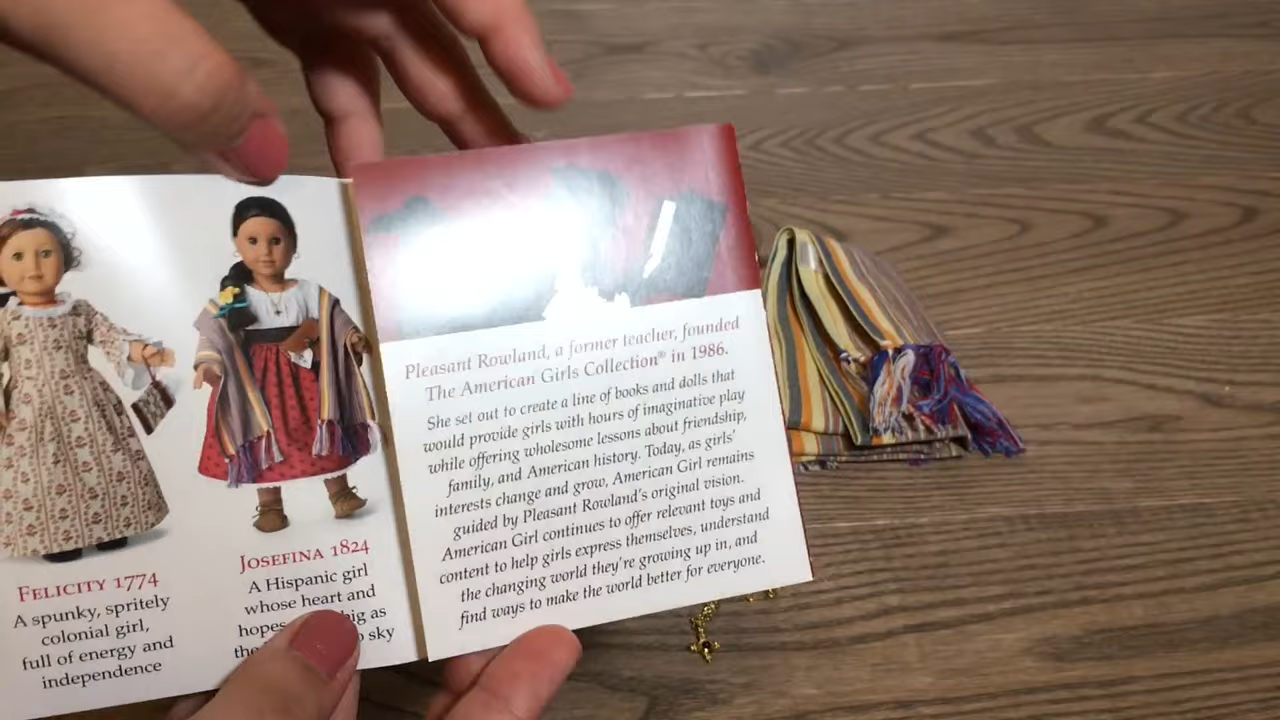 FELICITY 1774
A spunky, spritely
colonial girl,
full of energy and
independence
JOSEFINA 1824
A Hispanic girl
whose heart and
hopes big as
the sky
Pleasant Rowland, a former teacher, founded
The American Girls Collection® in 1986.
She set out to create a line of books and dolls that
would provide girls with hours of imaginative play
while offering wholesome lessons about friendship,
family, and American history. Today, as girls'
interests change and grow, American Girl remains
guided by Pleasant Rowland's original vision.
American Girl continues to offer relevant toys and
content to help girls express themselves, understand
the changing world they're growing up in, and
find ways to make the world better for everyone.